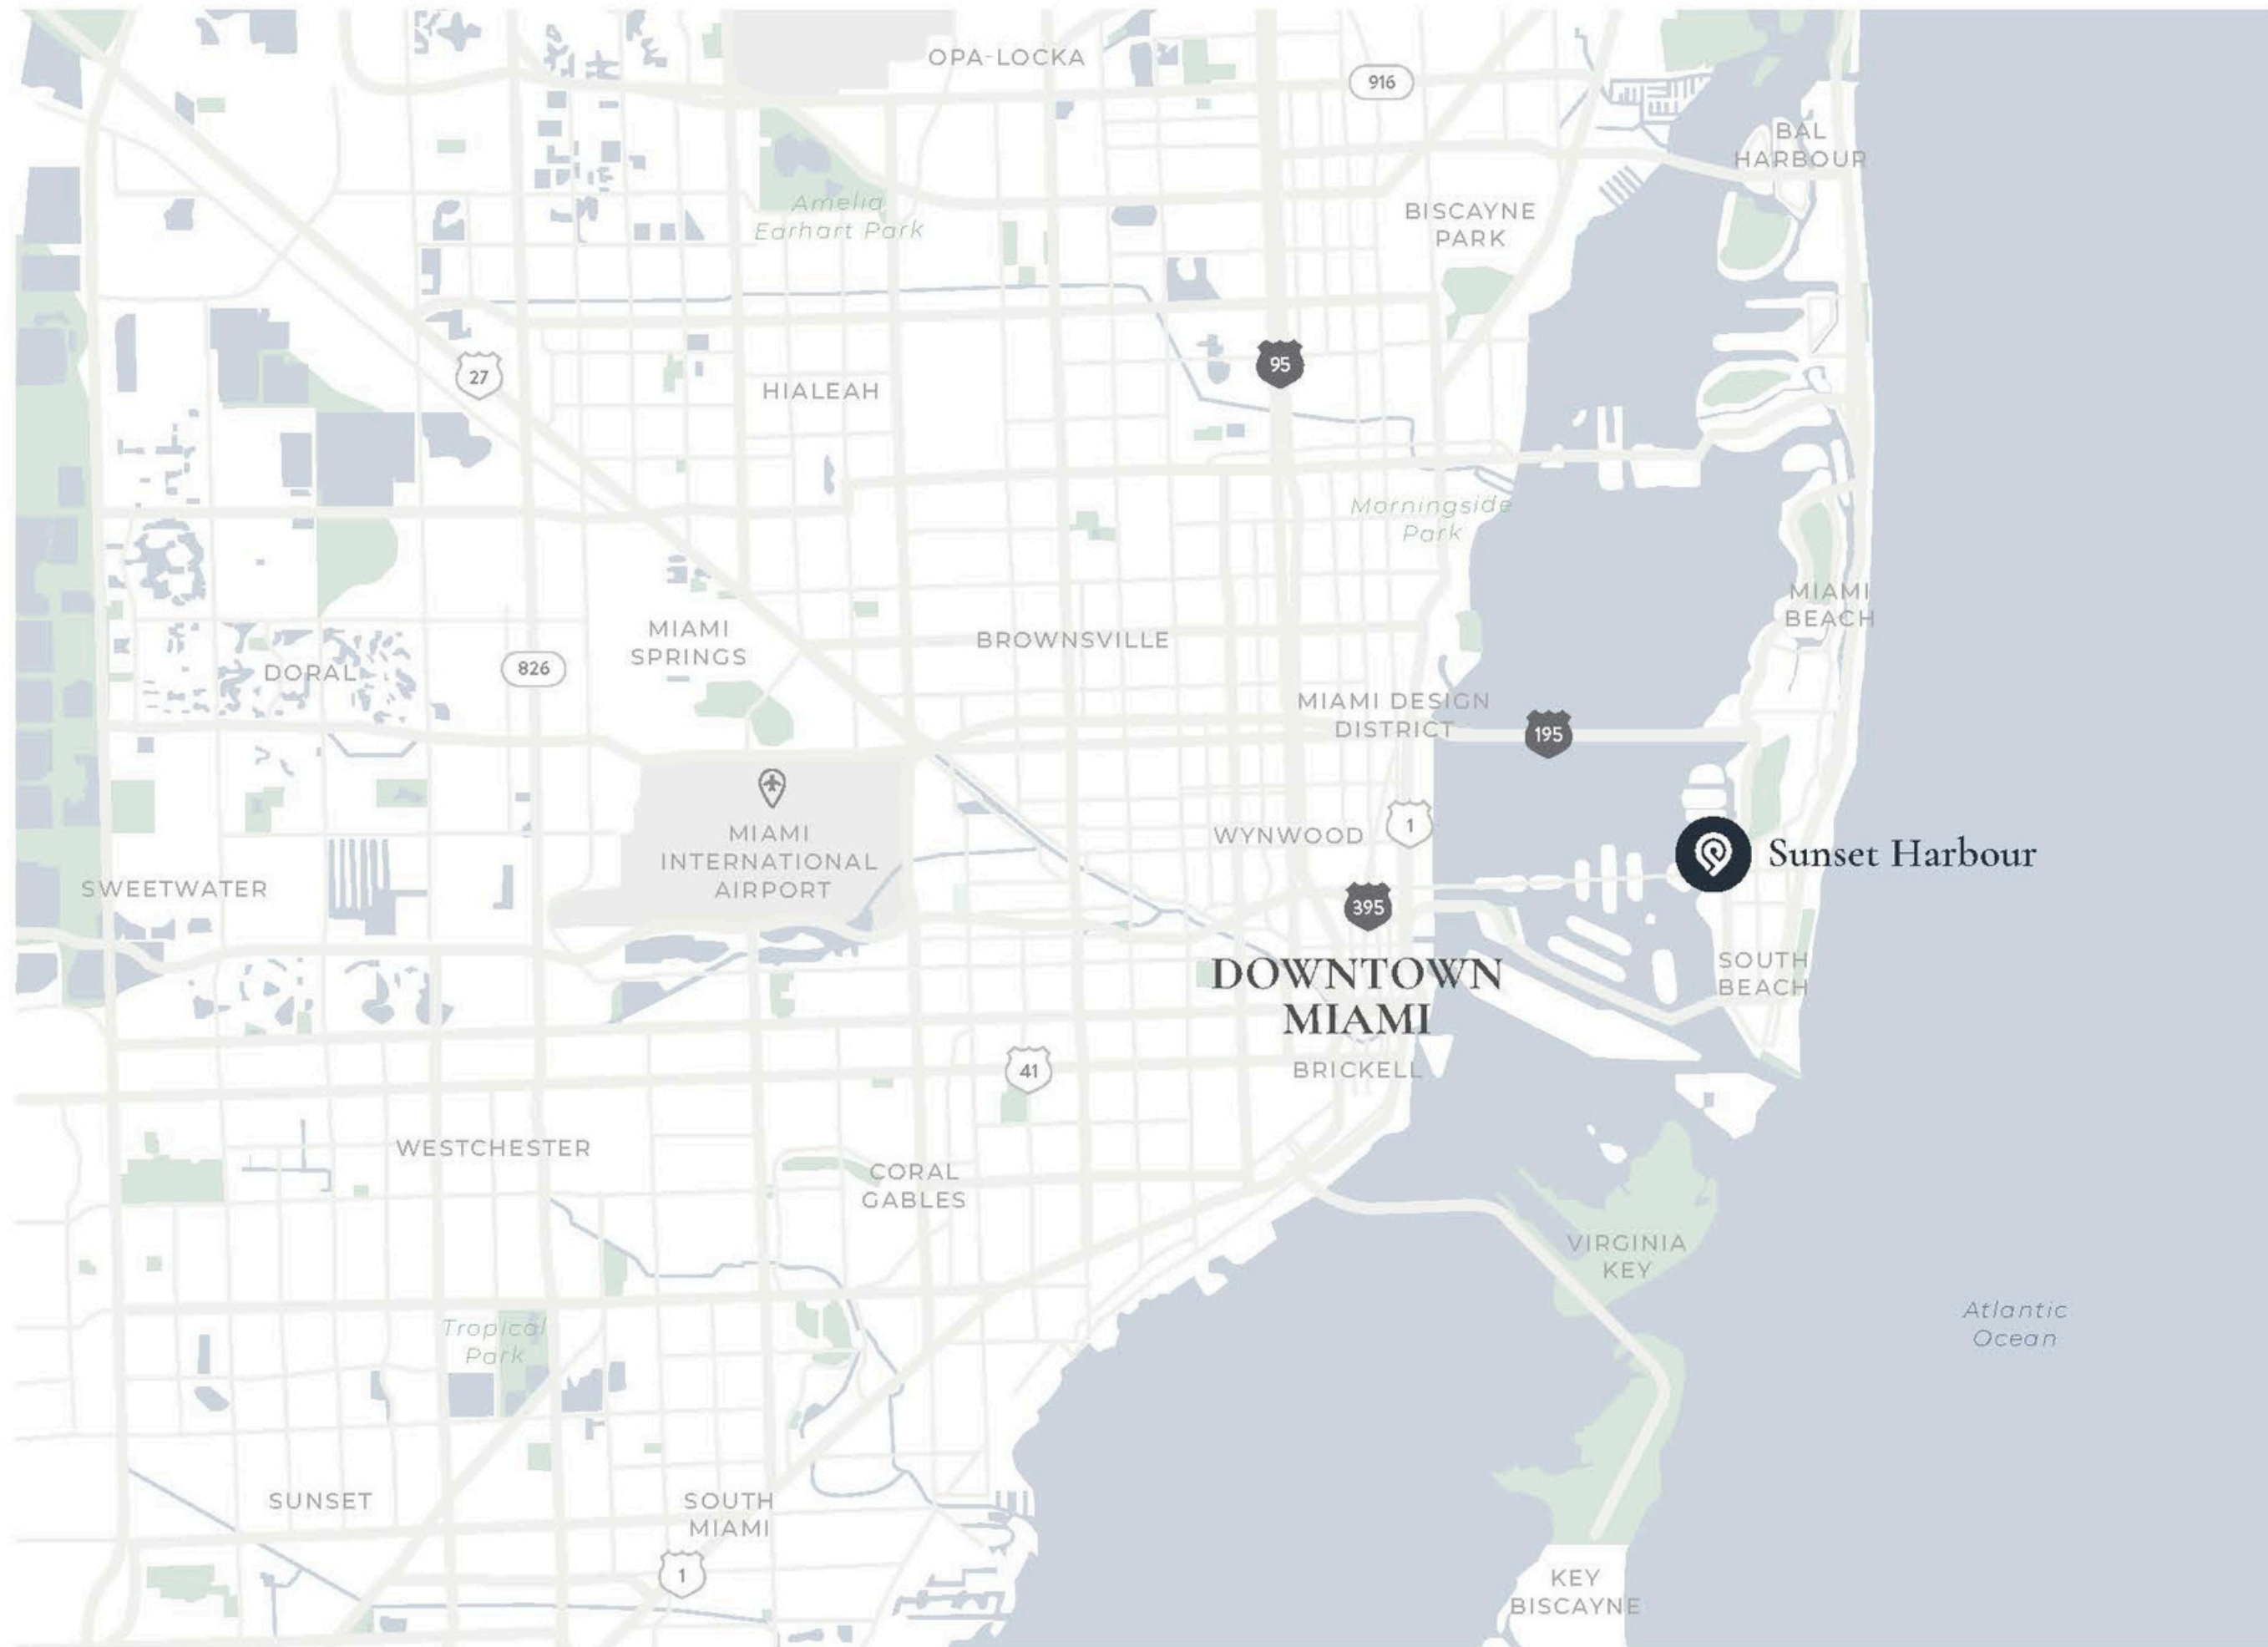 OPA-LOCKA
916
BAL
HARBOUR
Amelia
Earhart Park
BISCAYNE
PARK
95
27
HIALEAH
Morningside
Park
MIAMI
BEACH
MIAMI
SPRINGS
BROWNSVILLE
DORAL
826
MIAMI DESIGN
DISTRICT
195
MIAMI
INTERNATIONAL
AIRPORT
WYNWOOD
1
Sunset Harbour
SWEETWATER
395
DOWNTOWN
MIAMI
SOUTH
BEACH
41
BRICKELL
WESTCHESTER
CORAL
GABLES
VIRGINIA
KEY
Atlantic
Ocean
Tropical
Park
SUNSET
SOUTH
MIAMI
1
KEY
BISCAYNE